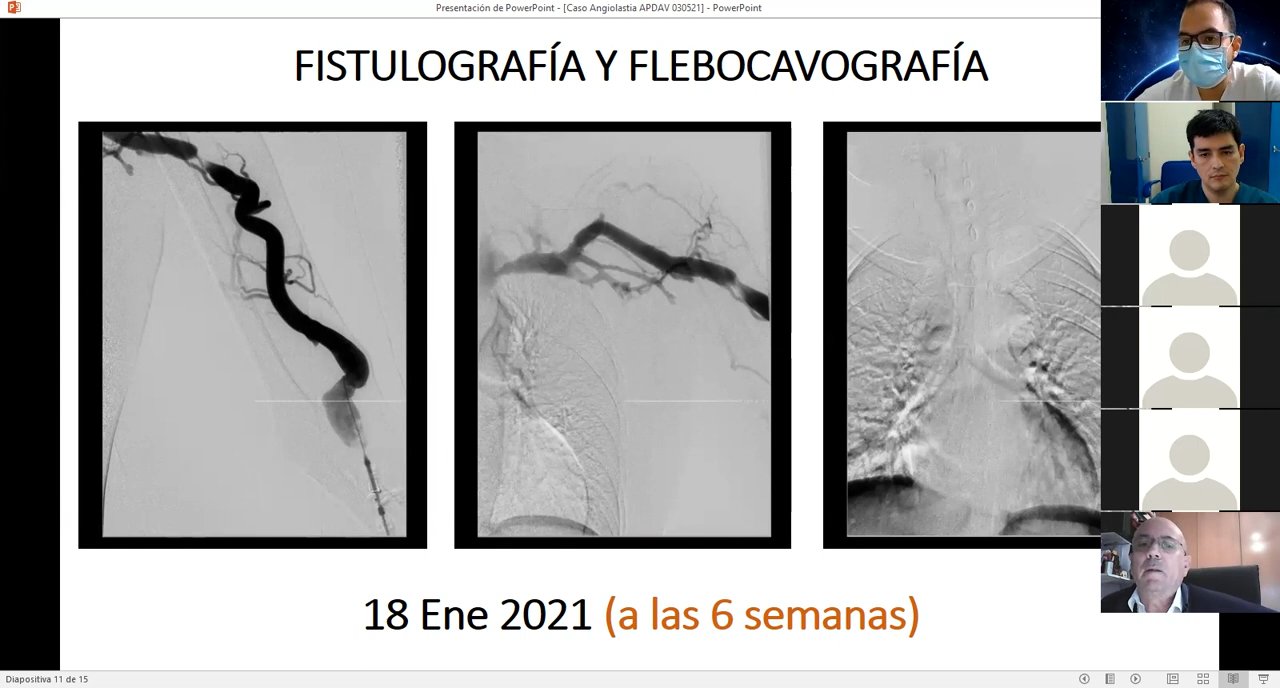 Presentación de PowerPoint - [Caso Angiolastia APDAV 030521] - PowerPoint
FISTULOGRAFÍA Y FLEBOCAVOGRAFÍA
18 Ene 2021 (a las 6 semanas)
Diapositiva 11 de 15